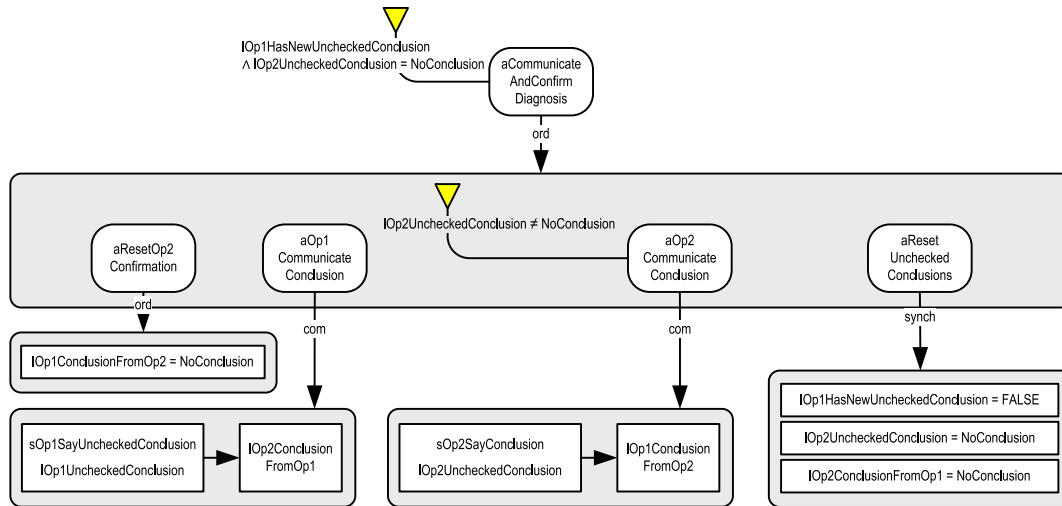 lOp1HasNewUncheckedConclusion
∧ lOp2UncheckedConclusion = NoConclusion
aCommunicate
AndConfirm
Diagnosis
ord
lOp2UncheckedConclusion ≠ NoConclusion
aResetOp2
Confirmation
aOp1
Communicate
Conclusion
aOp2
Communicate
Conclusion
aReset
Unchecked
Conclusions
ord
com
com
synch
lOp1ConclusionFromOp2 = NoConclusion
sOp1SayUncheckedConclusion
lOp1UncheckedConclusion
lOp2Conclusion
FromOp1
sOp2SayConclusion
lOp2UncheckedConclusion
lOp1Conclusion
FromOp2
lOp1HasNewUncheckedConclusion = FALSE
lOp2UncheckedConclusion = NoConclusion
lOp2ConclusionFromOp1 = NoConclusion